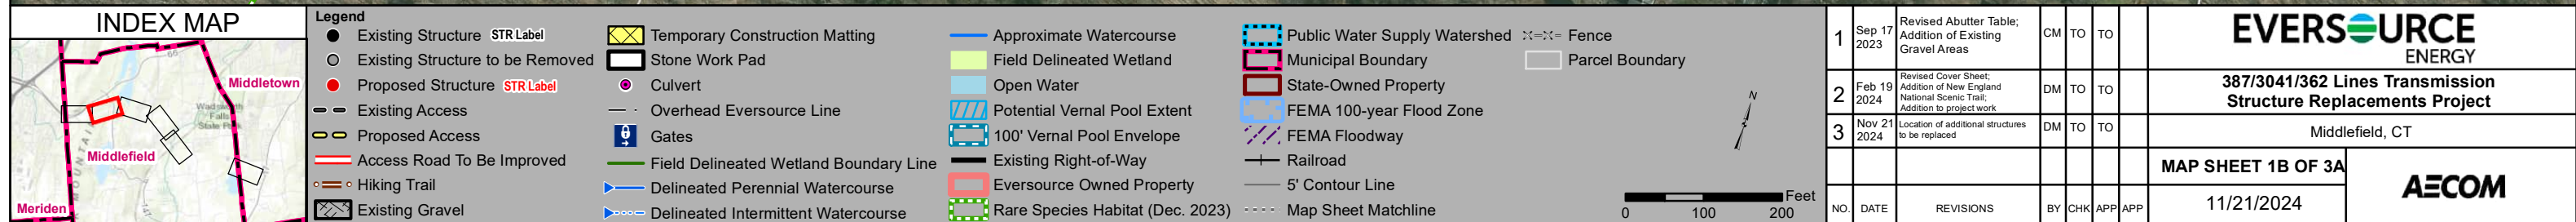 INDEX MAP
Middletown
Wadsworth
Falls
State Park
Middlefield
MOUNTAI
Meriden
66
Legend
Existing Structure STR Label
Existing Structure to be Removed
Proposed Structure STR Label
Existing Access
Proposed Access
Access Road To Be Improved
Hiking Trail
Existing Gravel
Temporary Construction Matting
Stone Work Pad
Culvert
Overhead Eversource Line
Gates
Field Delineated Wetland Boundary Line
Delineated Perennial Watercourse
Delineated Intermittent Watercourse
Approximate Watercourse
Field Delineated Wetland
Open Water
Potential Vernal Pool Extent
100' Vernal Pool Envelope
Existing Right-of-Way
Eversource Owned Property
Rare Species Habitat (Dec. 2023)
Public Water Supply Watershed
Municipal Boundary
State-Owned Property
FEMA 100-year Flood Zone
FEMA Floodway
Railroad
5' Contour Line
Map Sheet Matchline
Fence
Parcel Boundary
N
Feet
0 100 200
1 Sep 17 2023 Revised Abutter Table; Addition of Existing Gravel Areas CM TO TO
2 Feb 19 2024 Revised Cover Sheet; Addition of New England National Scenic Trail; Addition to project work DM TO TO
3 Nov 21 2024 Location of additional structures to be replaced DM TO TO
NO. DATE REVISIONS BY CHK APP APP
EVERSOURCE
ENERGY
387/3041/362 Lines Transmission
Structure Replacements Project
Middlefield, CT
MAP SHEET 1B OF 3A
11/21/2024
AECOM